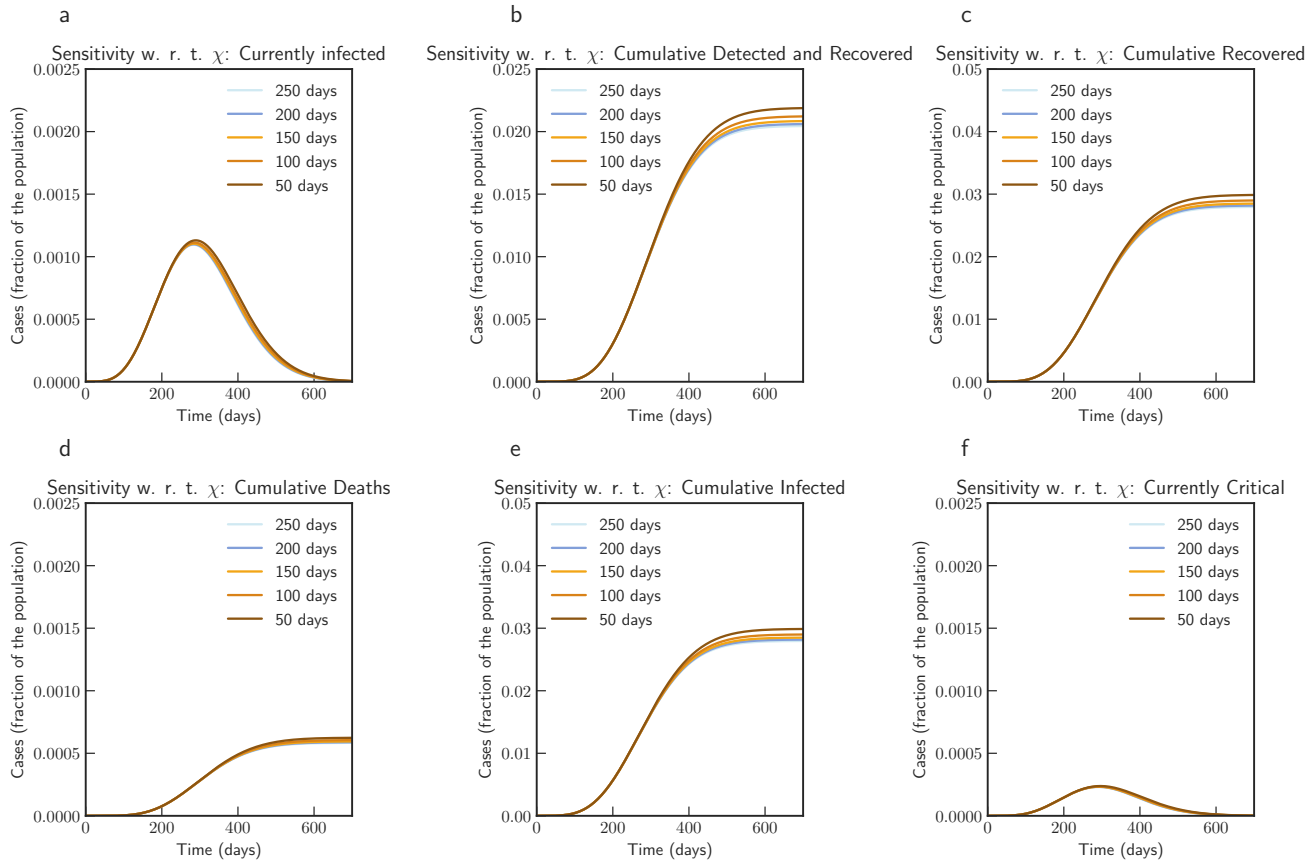 a
Sensitivity w. r. t. χ: Currently infected
0.0025
0.0020
0.0015
0.0010
0.0005
0.0000
Cases (fraction of the population)
250 days
200 days
150 days
100 days
50 days
0
200
400
600
Time (days)
b
Sensitivity w. r. t. χ: Cumulative Detected and Recovered
0.025
0.020
0.015
0.010
0.005
0.000
Cases (fraction of the population)
250 days
200 days
150 days
100 days
50 days
0
200
400
600
Time (days)
c
Sensitivity w. r. t. χ: Cumulative Recovered
0.05
0.04
0.03
0.02
0.01
0.00
Cases (fraction of the population)
250 days
200 days
150 days
100 days
50 days
0
200
400
600
Time (days)
d
Sensitivity w. r. t. χ: Cumulative Deaths
0.0025
0.0020
0.0015
0.0010
0.0005
0.0000
Cases (fraction of the population)
250 days
200 days
150 days
100 days
50 days
0
200
400
600
Time (days)
e
Sensitivity w. r. t. χ: Cumulative Infected
0.05
0.04
0.03
0.02
0.01
0.00
Cases (fraction of the population)
250 days
200 days
150 days
100 days
50 days
0
200
400
600
Time (days)
f
Sensitivity w. r. t. χ: Currently Critical
0.0025
0.0020
0.0015
0.0010
0.0005
0.0000
Cases (fraction of the population)
250 days
200 days
150 days
100 days
50 days
0
200
400
600
Time (days)